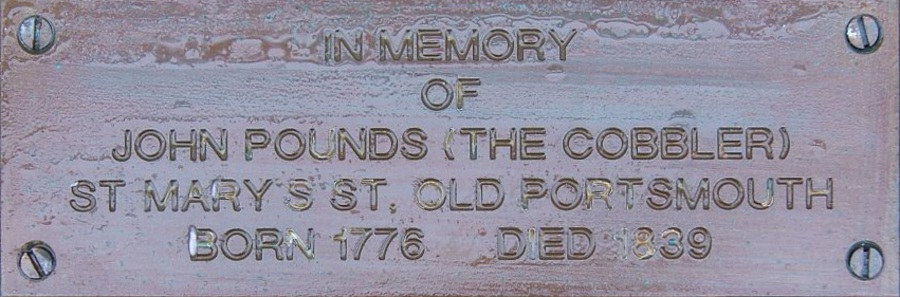 IN MEMORY
OF
JOHN POUNDS (THE COBBLER)
ST MARY'S ST, OLD PORTSMOUTH
BORN 1776 DIED 1839